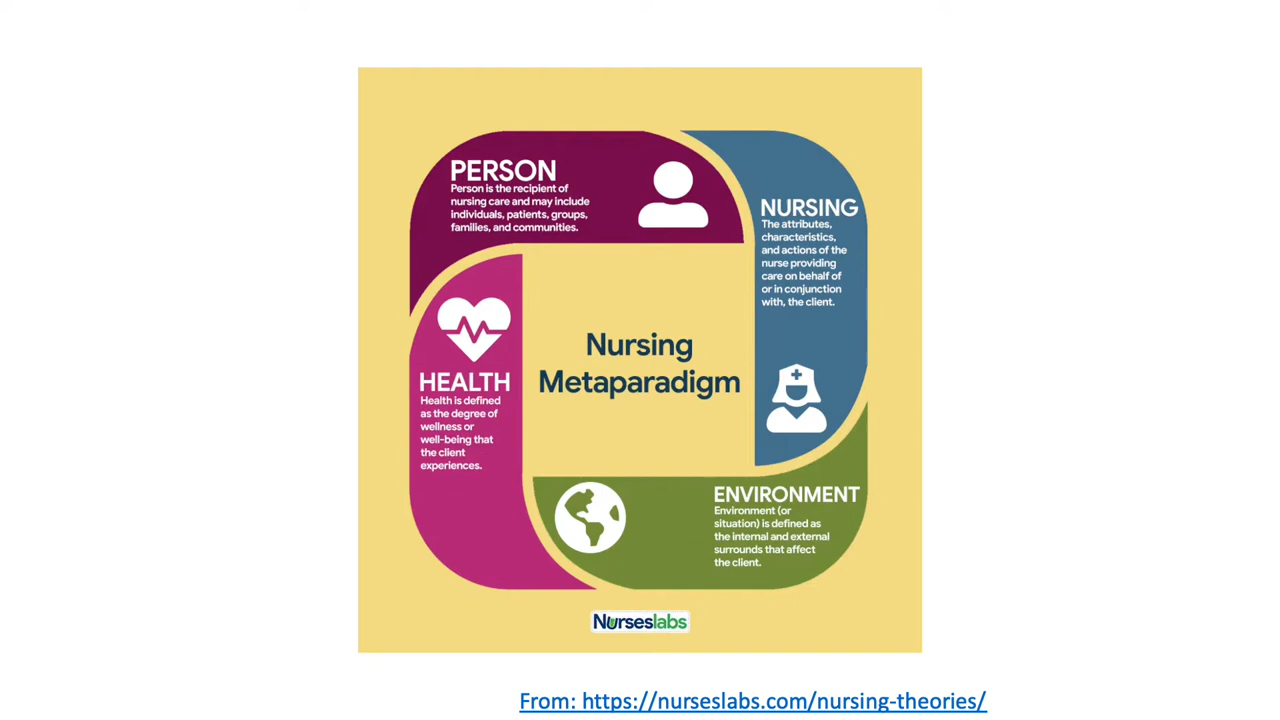 PERSON
Person is the recipient of
nursing care and may include
individuals, patients, groups,
families, and communities.
NURSING
The attributes,
characteristics,
and actions of the
nurse providing
care on behalf of
or in conjunction
with, the client.
Nursing
Metaparadigm
HEALTH
Health is defined
as the degree of
wellness or
well-being that
the client
experiences.
ENVIRONMENT
Environment (or
situation) is defined as
the internal and external
surrounds that affect
the client.
Nurseslabs
From: https://nurseslabs.com/nursing-theories/